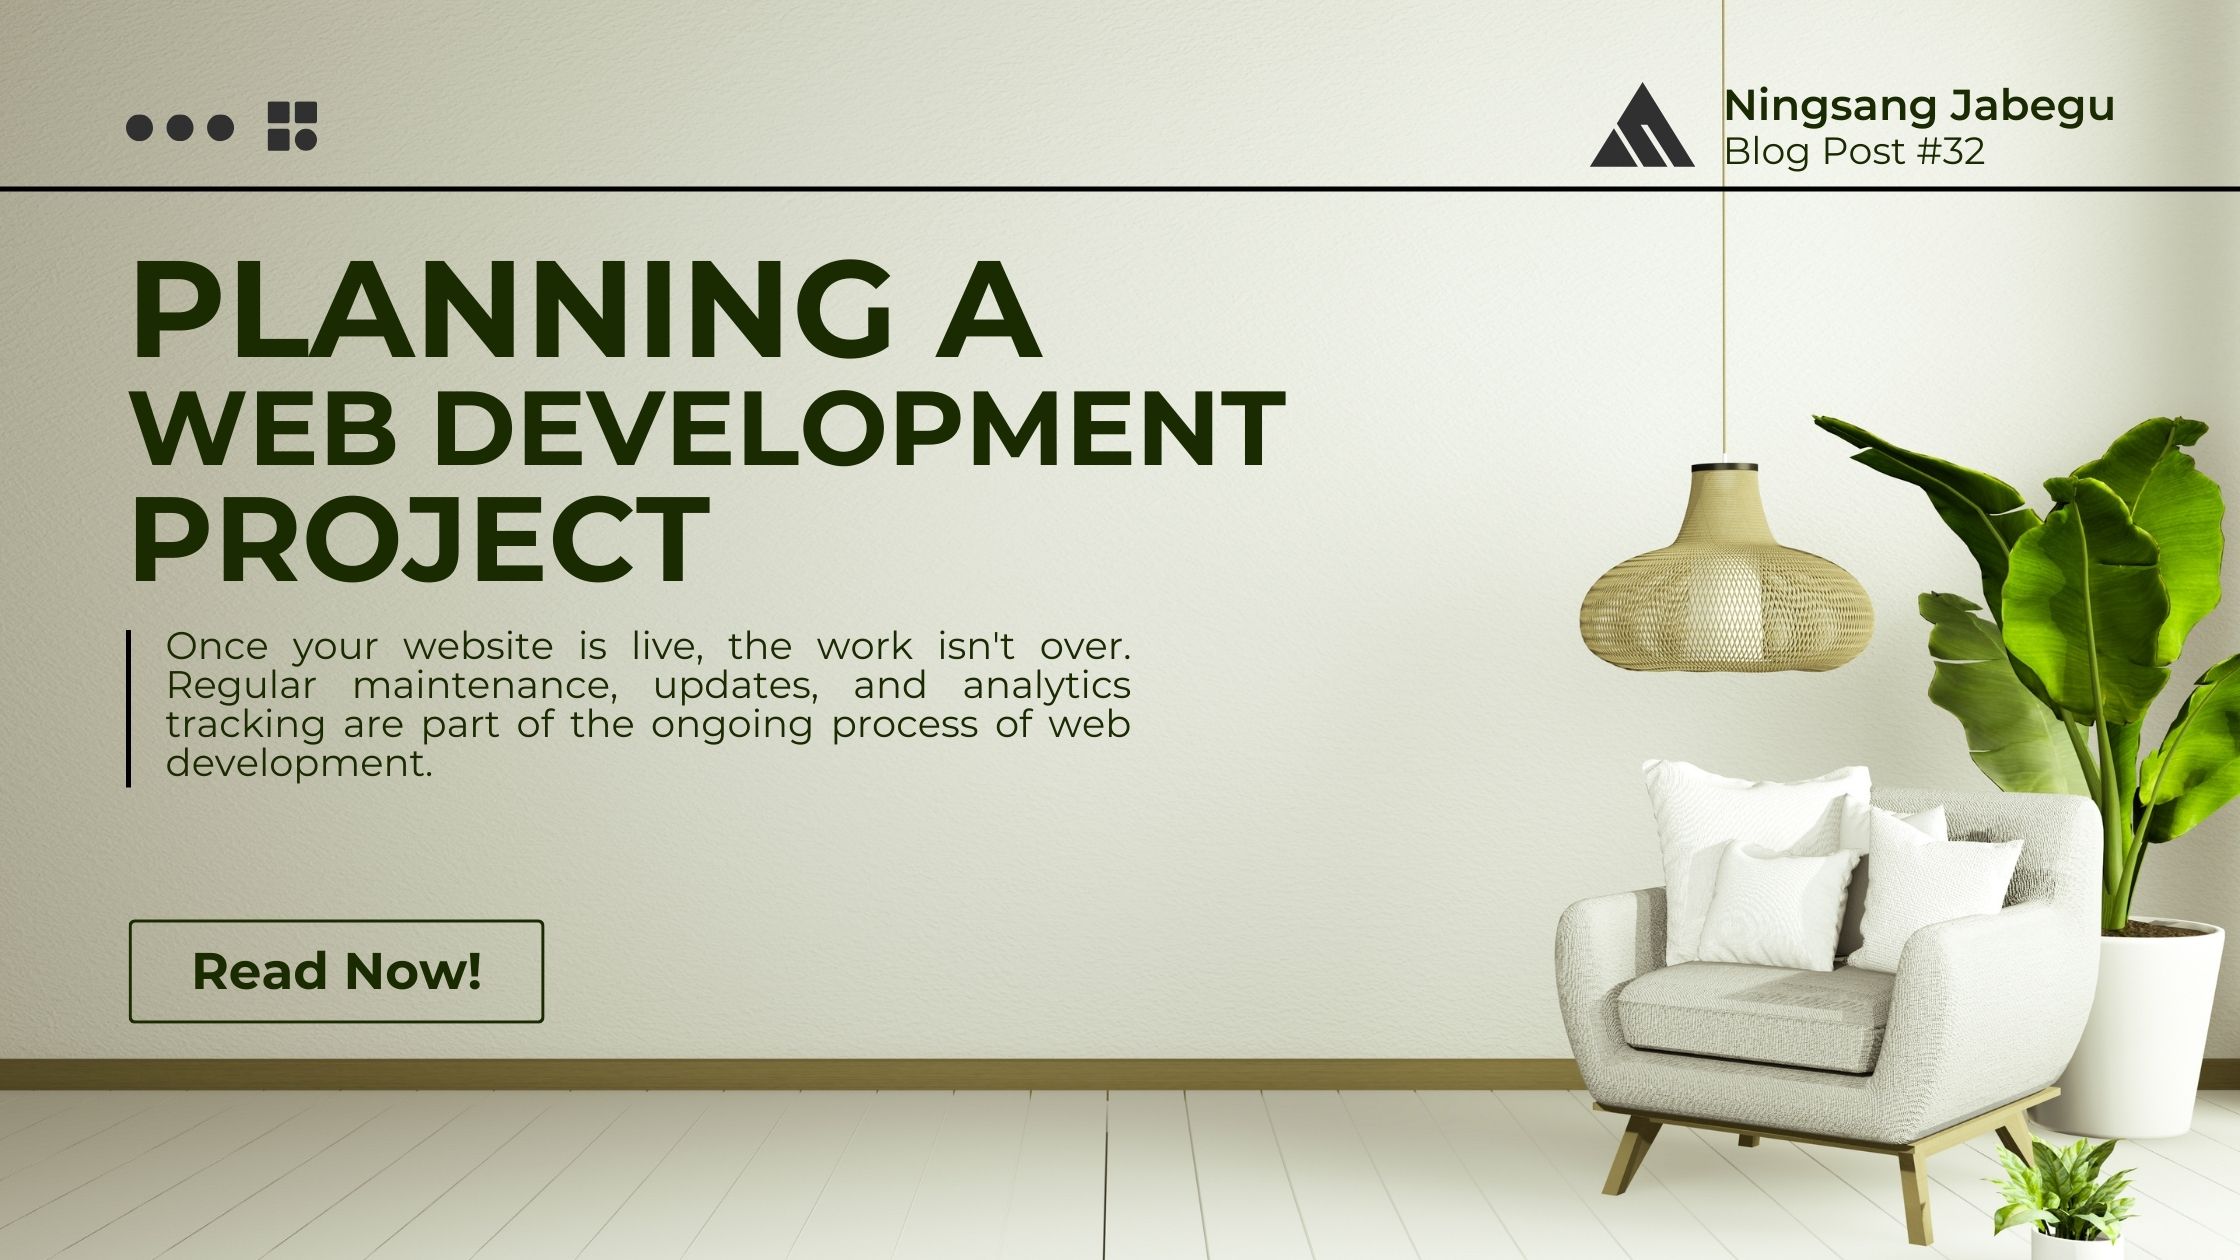 Ningsang Jabegu
Blog Post #32
PLANNING A
WEB DEVELOPMENT
PROJECT
Once your website is live, the work isn't over.
Regular maintenance, updates, and analytics
tracking are part of the ongoing process of web
development.
Read Now!